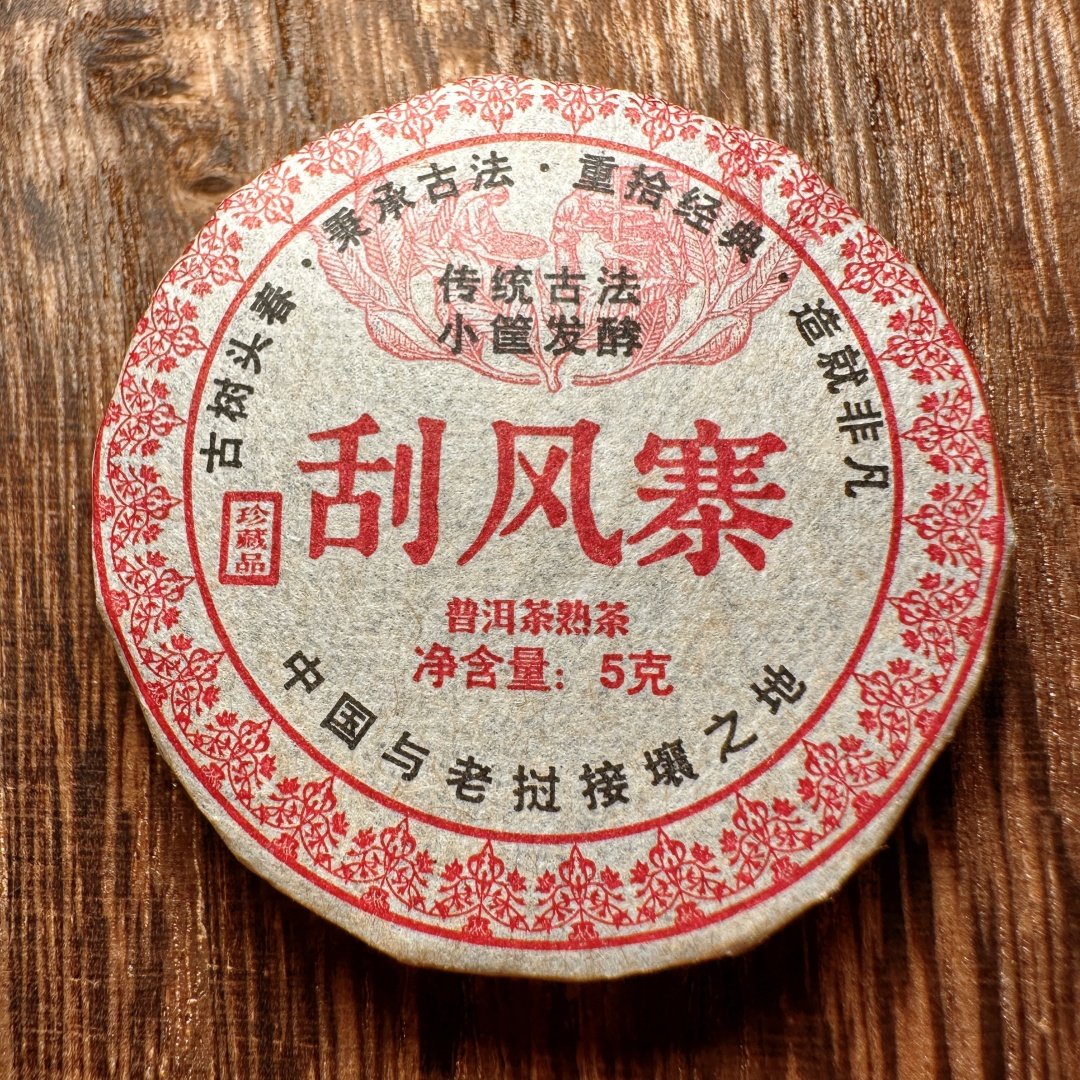 古树头春·秉承古法·重拾经典·造就非凡
传统古法
小筐发酵
刮风寨
珍藏品
普洱茶熟茶
净含量：5克
中国与老挝接壤之地